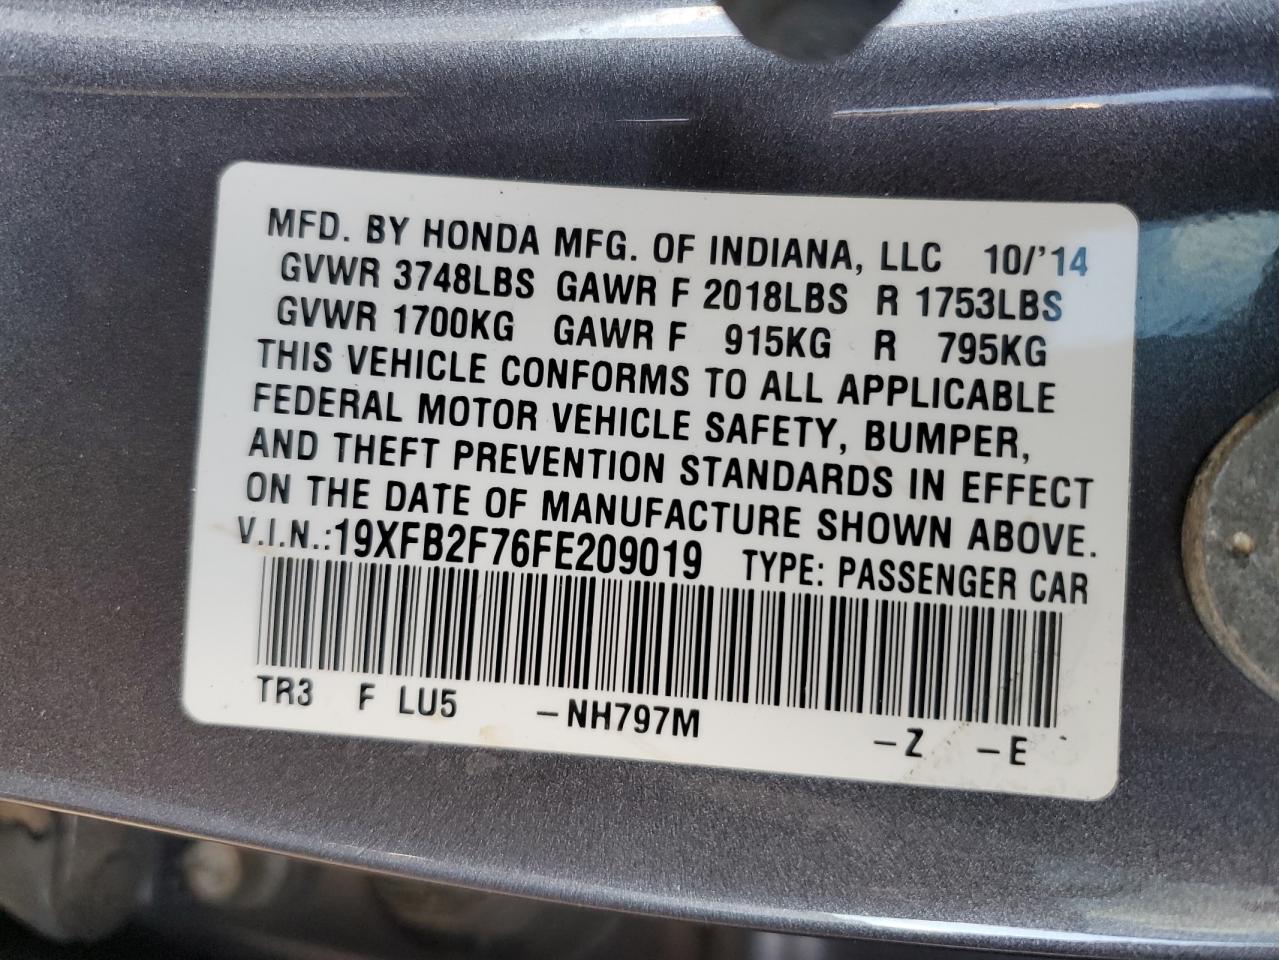 MFD. BY HONDA MFG. OF INDIANA, LLC 10/'14
GVWR 3748LBS GAWR F 2018LBS R 1753LBS
GVWR 1700KG GAWR F 915KG R 795KG
THIS VEHICLE CONFORMS TO ALL APPLICABLE
FEDERAL MOTOR VEHICLE SAFETY, BUMPER,
AND THEFT PREVENTION STANDARDS IN EFFECT
ON THE DATE OF MANUFACTURE SHOWN ABOVE.
V.I.N.:19XFB2F76FE209019 TYPE: PASSENGER CAR
TR3 F LU5 -NH797M -Z -E